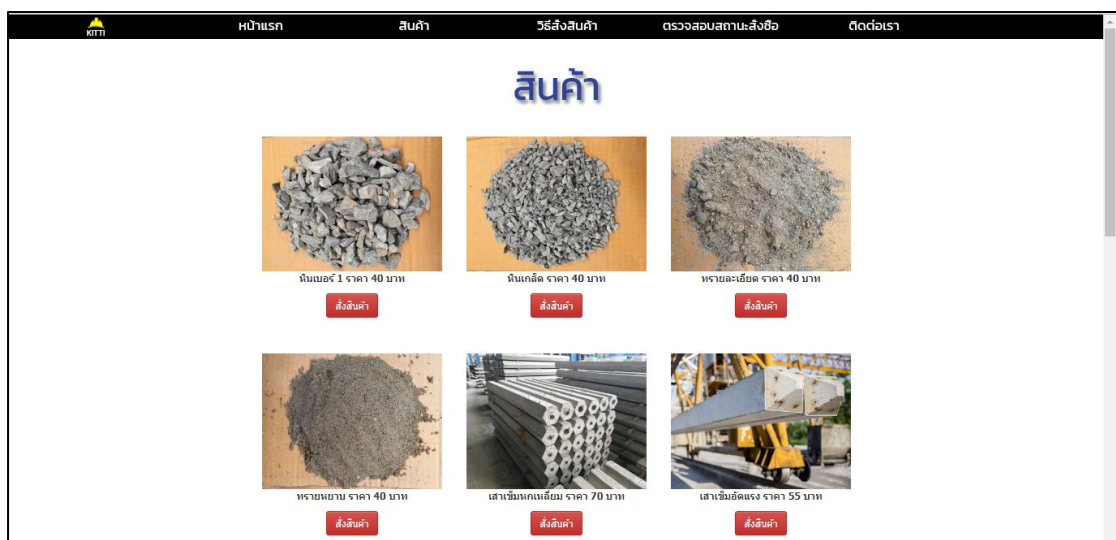 KITTI
หน้าแรก สินค้า วิธีสั่งสินค้า ตรวจสอบสถานะสั่งซื้อ ติดต่อเรา
สินค้า
หินเบอร์ 1 ราคา 40 บาท หินเกล็ด ราคา 40 บาท ทรายละเอียด ราคา 40 บาท
สั่งสินค้า สั่งสินค้า สั่งสินค้า
ทรายหยาบ ราคา 40 บาท เสาเข็มหกเหลี่ยม ราคา 70 บาท เสาเข็มอัดแรง ราคา 55 บาท
สั่งสินค้า สั่งสินค้า สั่งสินค้า